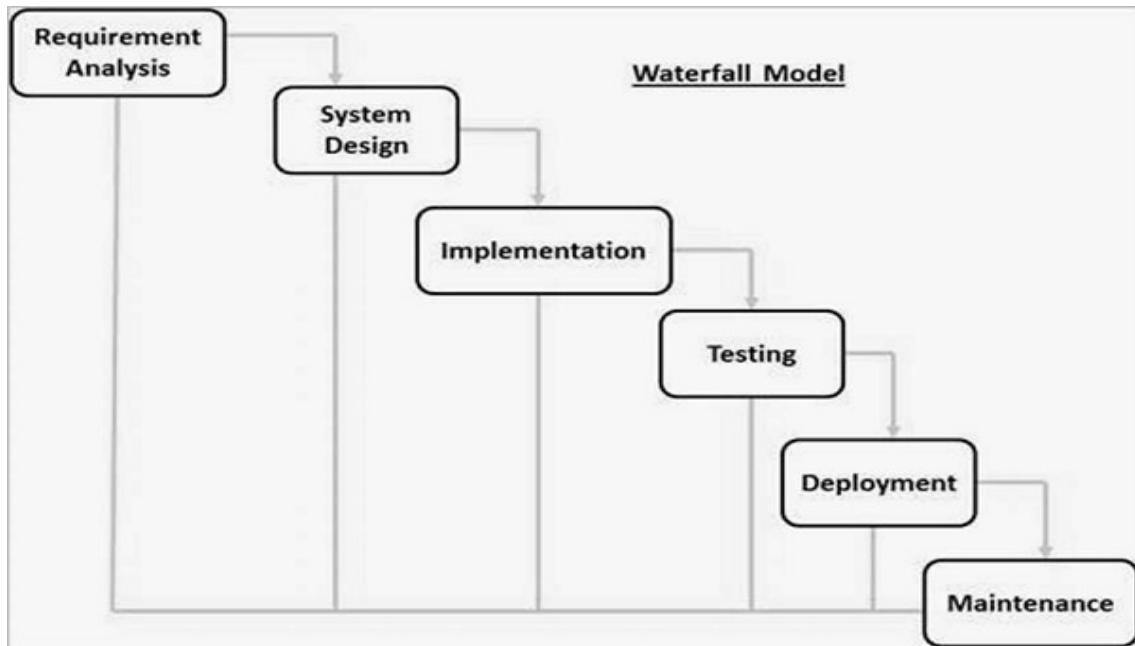 Requirement
Analysis
Waterfall Model
System
Design
Implementation
Testing
Deployment
Maintenance